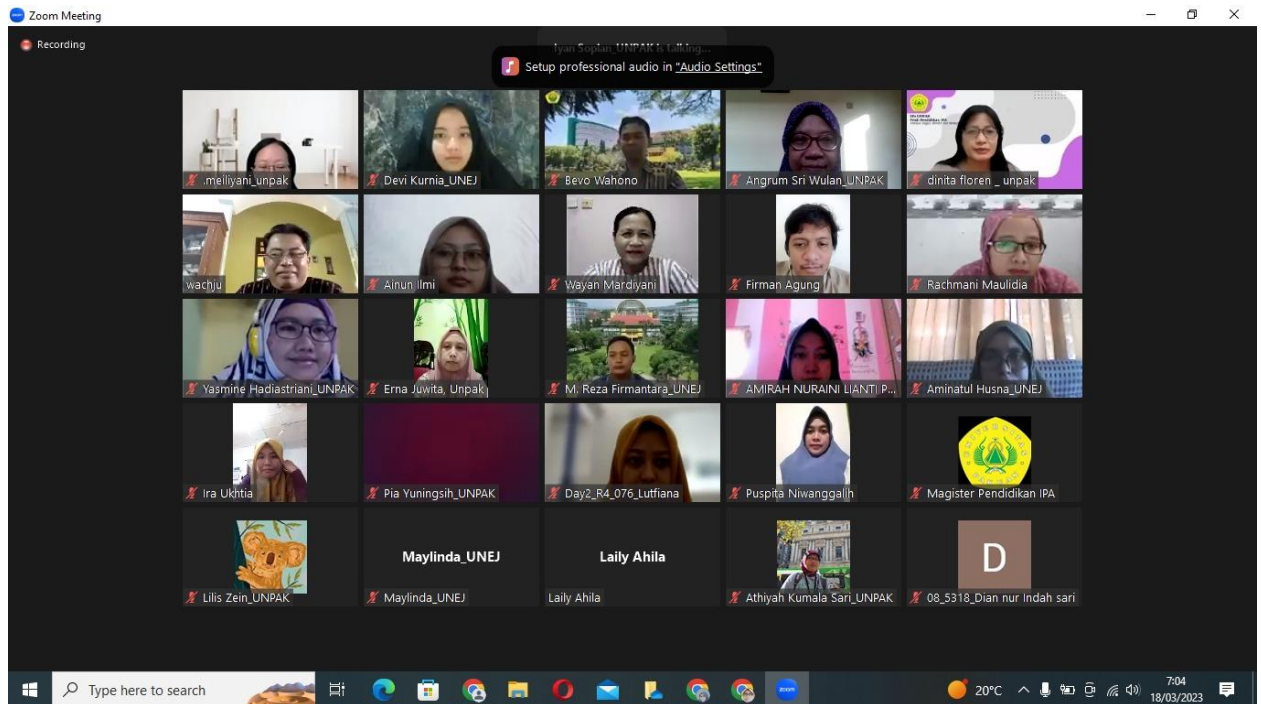 Zoom Meeting
Recording
Iyan Sopian_UNPAK is talking...
Setup professional audio in "Audio Settings"
.meiliyani_unpak
Devi Kurnia_UNEJ
Bevo Wahono
Angrum Sri Wulan_UNPAK
dinita floren _ unpak
wachju
Ainun Ilmi
Wayan Mardiyani
Firman Agung
Rachmani Maulidia
Yasmine Hadiastriani_UNPAK
Erna Juwita, Unpak
M. Reza Firmantara_UNEJ
AMIRAH NURAINI LIANTI P...
Aminatul Husna_UNEJ
Ira Ukhtia
Pia Yuningsih_UNPAK
Day2_R4_076_Lutfiana
Puspita Niwanggalih
Magister Pendidikan IPA
Lilis Zein_UNPAK
Maylinda_UNEJ
Maylinda_UNEJ
Laily Ahila
Laily Ahila
Athiyah Kumala Sari_UNPAK
D
08_5318_Dian nur Indah sari
Type here to search
zoom
20°C
7:04
18/03/2023